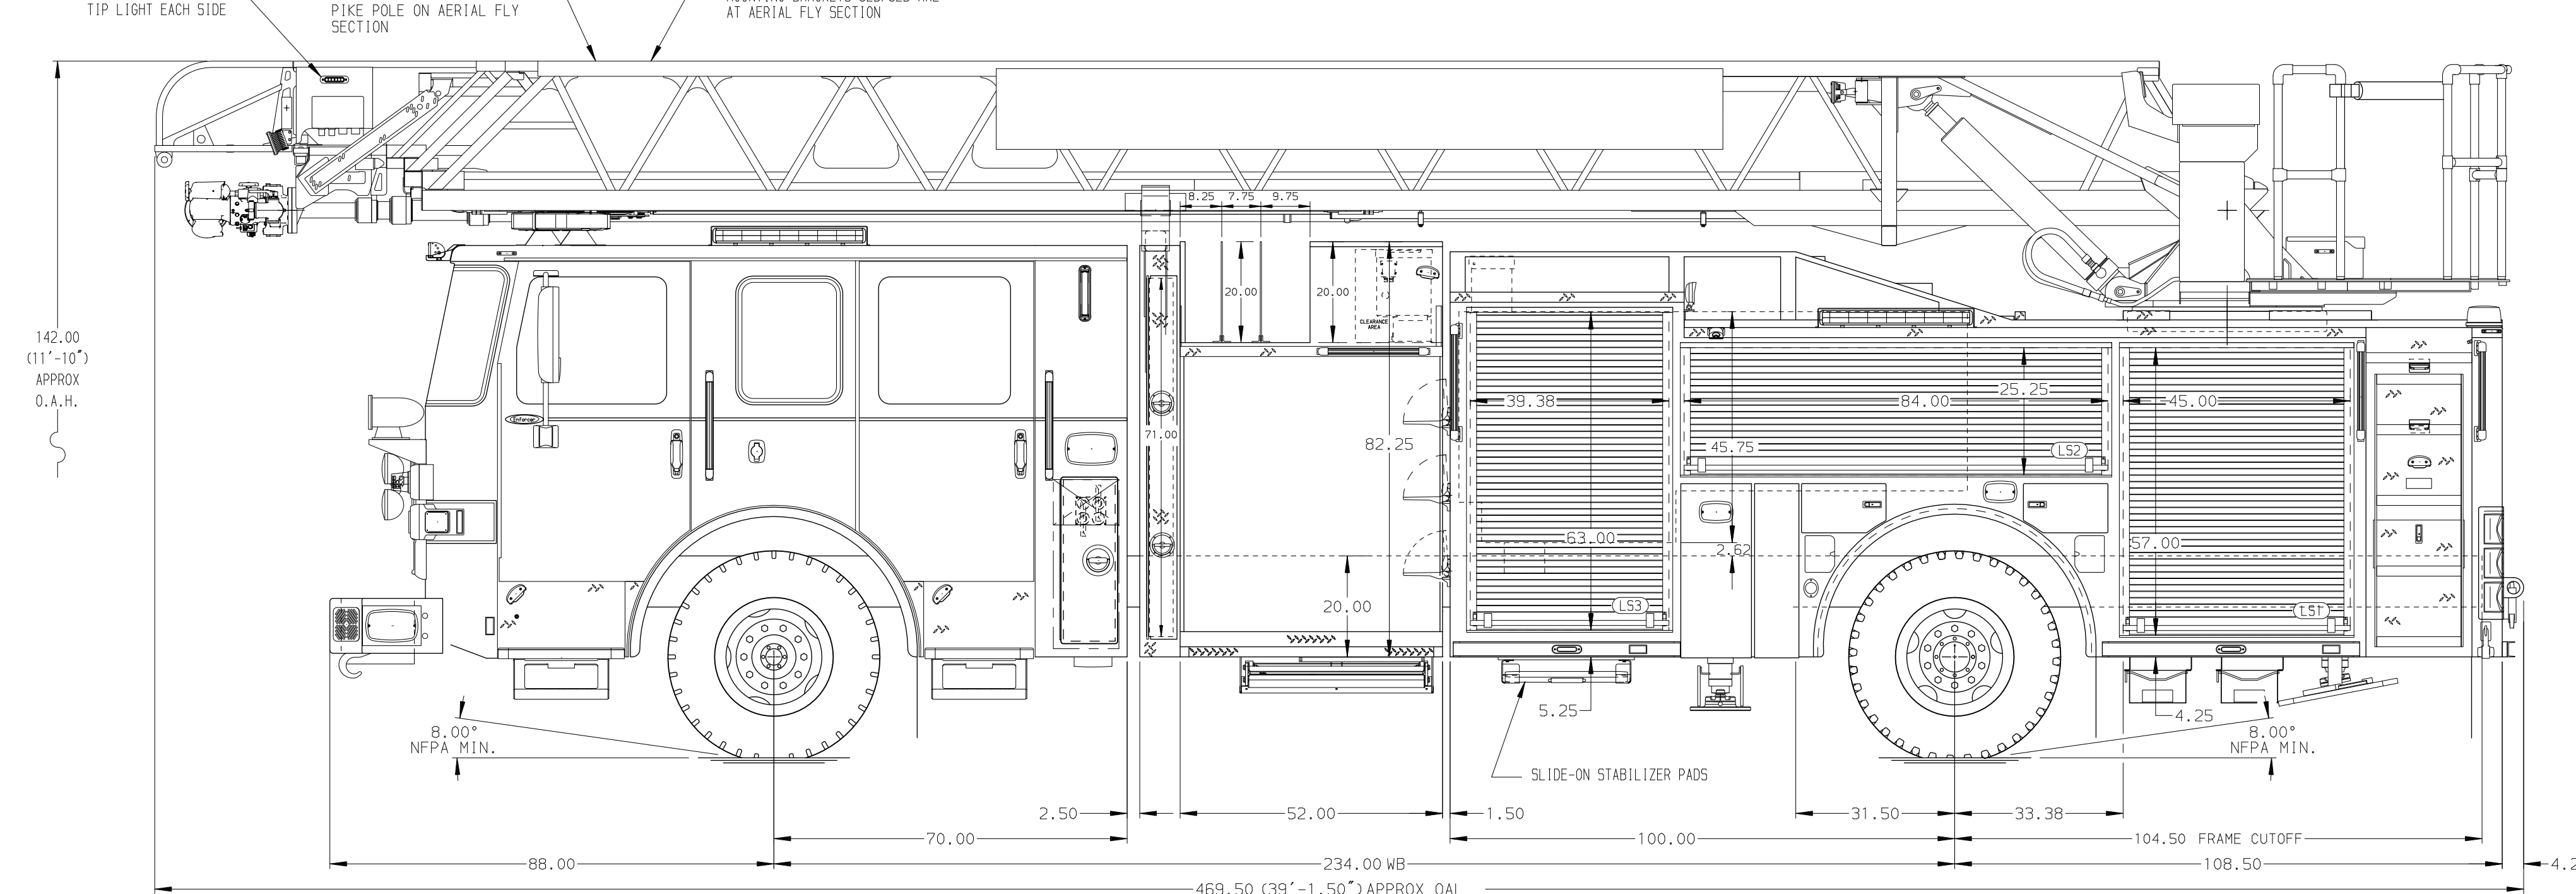 TIP LIGHT EACH SIDE
PIKE POLE ON AERIAL FLY
SECTION
AT AERIAL FLY SECTION
8.25
7.75
9.75
20.00
20.00
CLEARANCE
AREA
142.00
(11'-10")
APPROX
O.A.H.
Enforcer
71.00
82.25
39.38
84.00
25.25
45.00
45.75
LS2
63.00
2.62
57.00
20.00
LS3
LS1
5.25
4.25
8.00°
NFPA MIN.
8.00°
NFPA MIN.
SLIDE-ON STABILIZER PADS
2.50
52.00
1.50
31.50
33.38
70.00
100.00
104.50 FRAME CUTOFF
88.00
234.00 WB
108.50
469.50 (39'-1.50") APPROX OAL